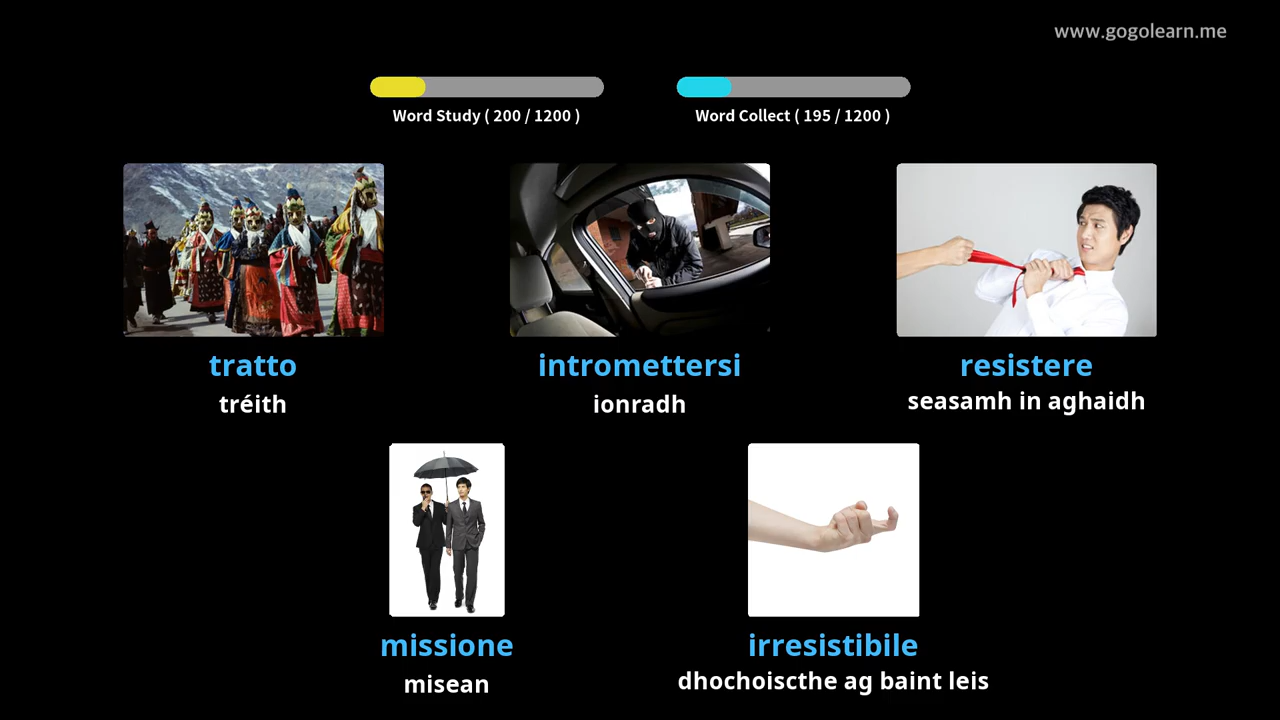 www.gogolearn.me
Word Study ( 200 / 1200 )
Word Collect ( 195 / 1200 )
tratto
tréith
intromettersi
ionradh
resistere
seasamh in aghaidh
missione
misean
irresistibile
dhochoiscthe ag baint leis